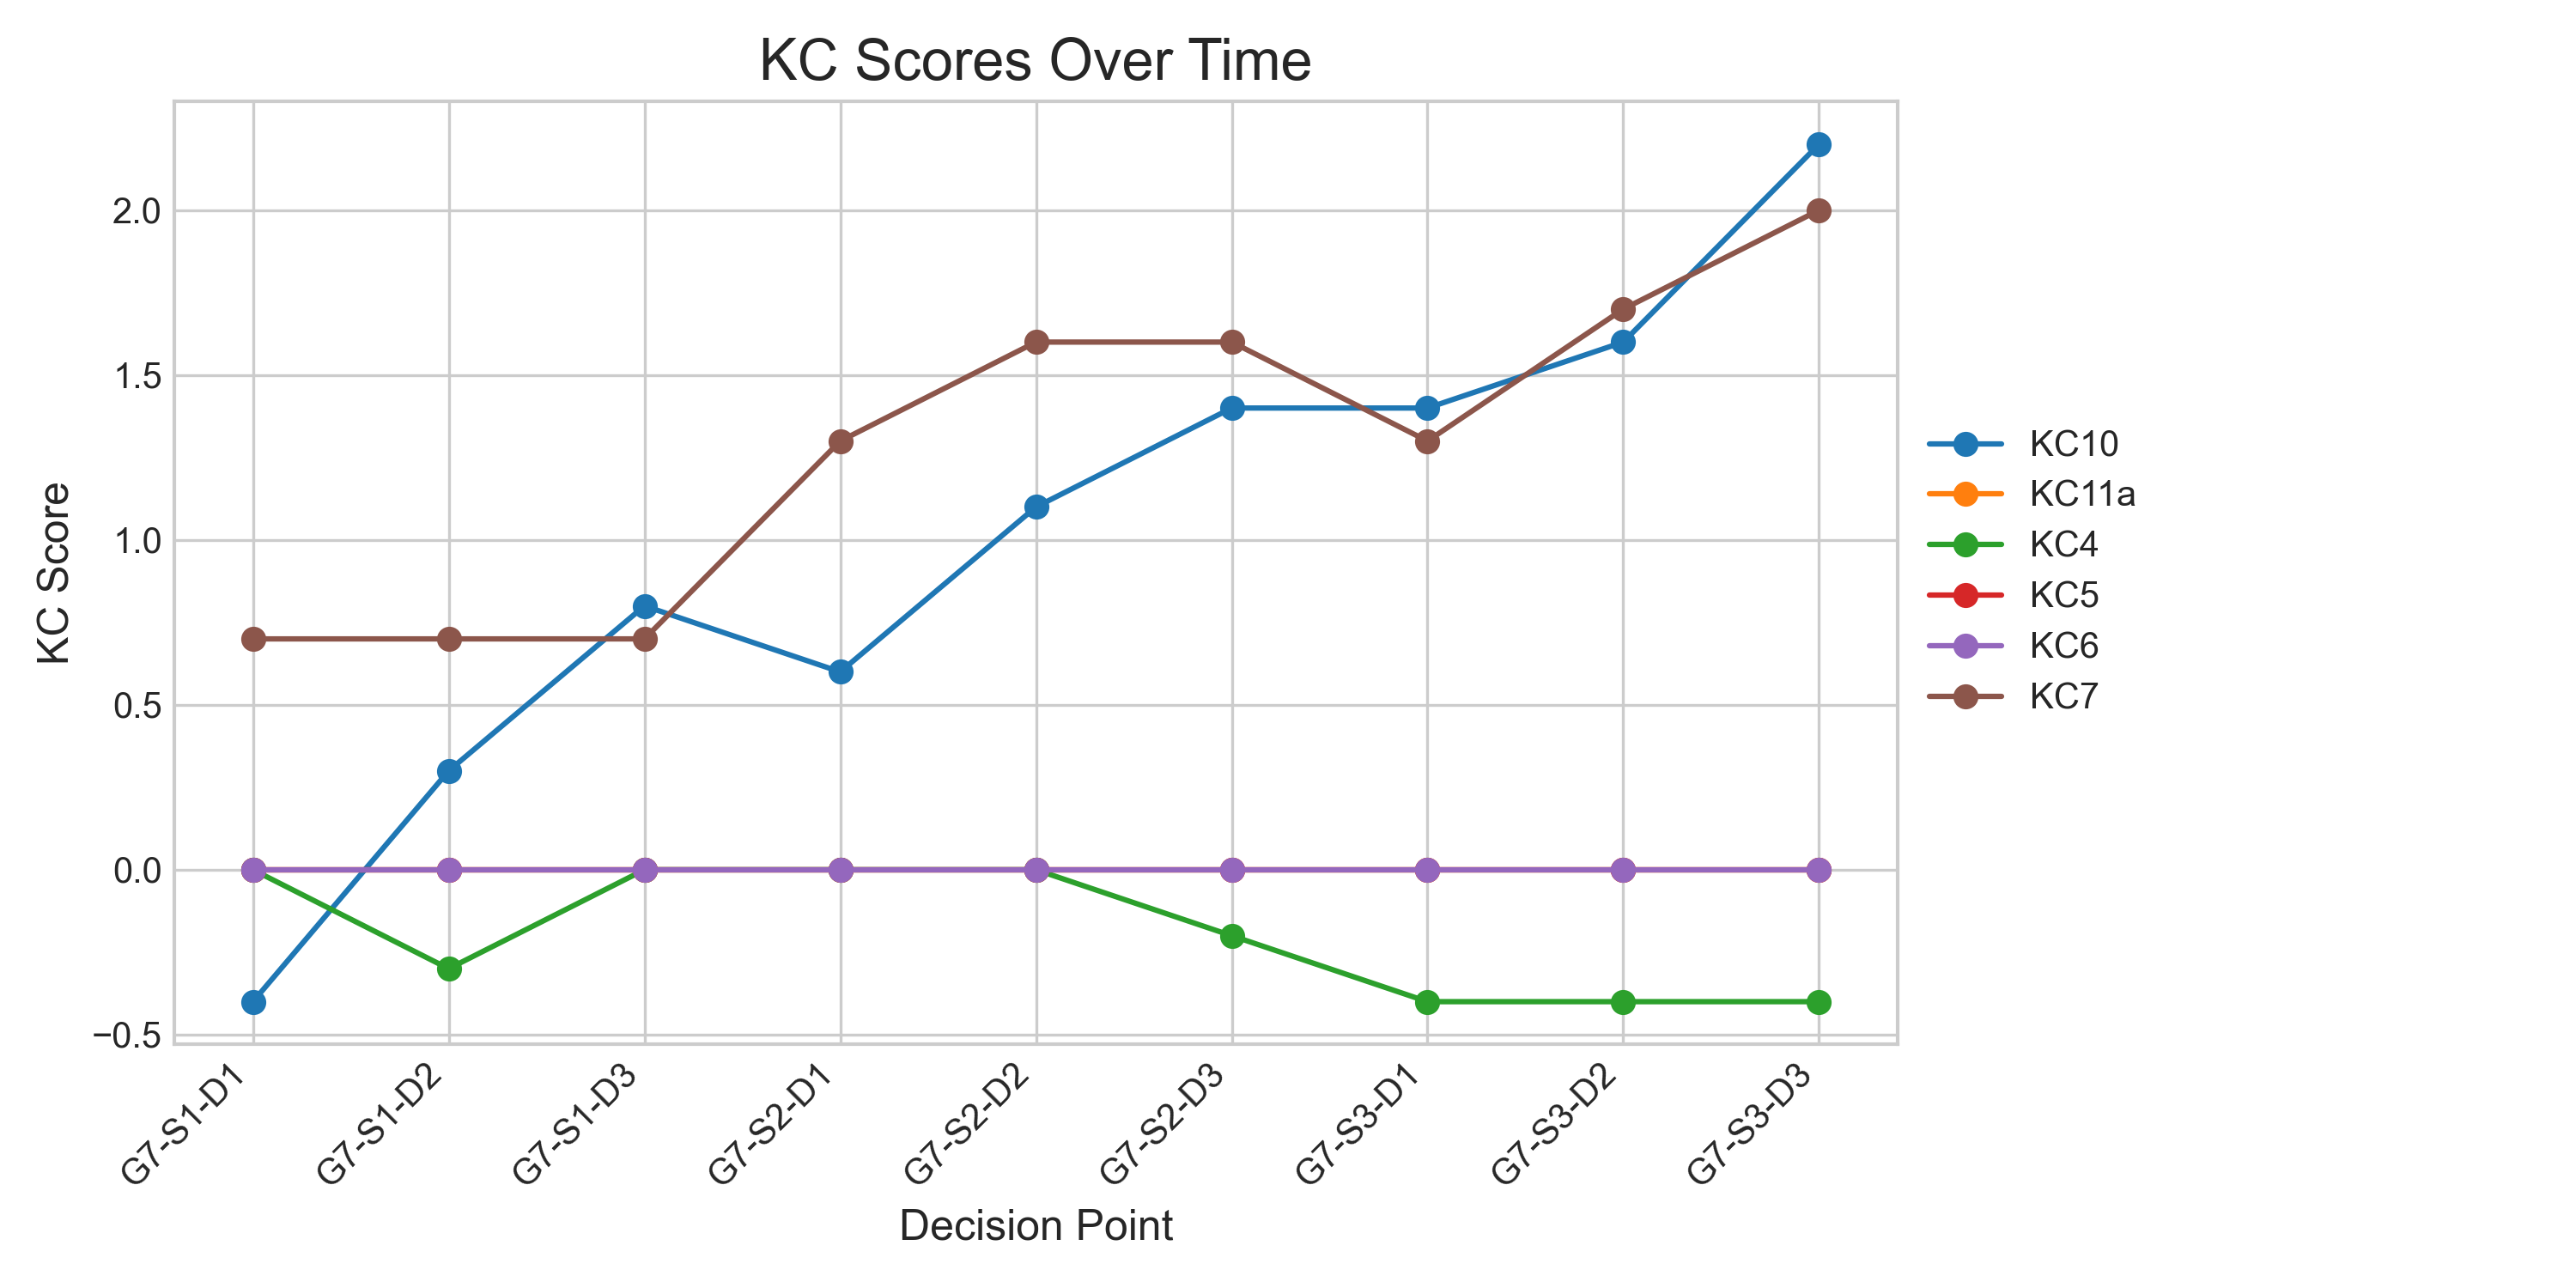 KC Scores Over Time
KC Score
2.0
1.5
1.0
0.5
0.0
−0.5
G7-S1-D1
G7-S1-D2
G7-S1-D3
G7-S2-D1
G7-S2-D2
G7-S2-D3
G7-S3-D1
G7-S3-D2
G7-S3-D3
Decision Point
KC10
KC11a
KC4
KC5
KC6
KC7